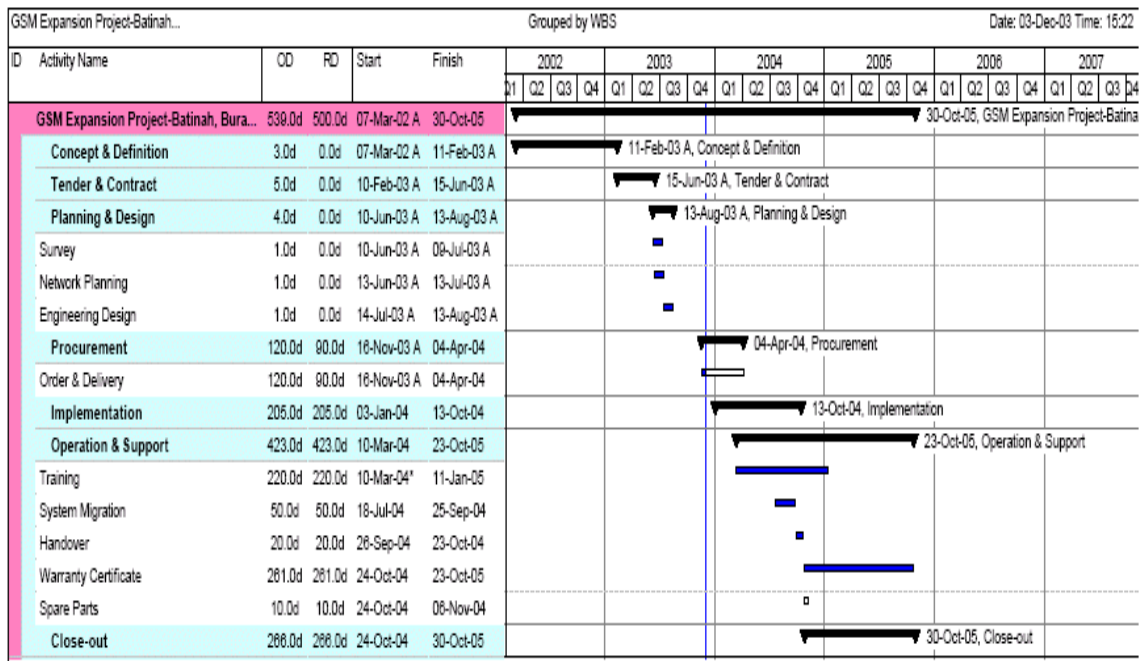 GSM Expansion Project-Batinah... Grouped by WBS Date: 03-Dec-03 Time: 15:22
ID Activity Name OD RD Start Finish 2002 2003 2004 2005 2006 2007
Q1 Q2 Q3 Q4 Q1 Q2 Q3 Q4 Q1 Q2 Q3 Q4 Q1 Q2 Q3 Q4 Q1 Q2 Q3 Q4 Q1 Q2 Q3 Q4
GSM Expansion Project-Batinah, Bura... 539.0d 500.0d 07-Mar-02 A 30-Oct-05 30-Oct-05, GSM Expansion Project-Batina
Concept & Definition 3.0d 0.0d 07-Mar-02 A 11-Feb-03 A 11-Feb-03 A, Concept & Definition
Tender & Contract 5.0d 0.0d 10-Feb-03 A 15-Jun-03 A 15-Jun-03 A, Tender & Contract
Planning & Design 4.0d 0.0d 10-Jun-03 A 13-Aug-03 A 13-Aug-03 A, Planning & Design
Survey 1.0d 0.0d 10-Jun-03 A 09-Jul-03 A
Network Planning 1.0d 0.0d 13-Jun-03 A 13-Jul-03 A
Engineering Design 1.0d 0.0d 14-Jul-03 A 13-Aug-03 A
Procurement 120.0d 90.0d 16-Nov-03 A 04-Apr-04 04-Apr-04, Procurement
Order & Delivery 120.0d 90.0d 16-Nov-03 A 04-Apr-04
Implementation 205.0d 205.0d 03-Jan-04 13-Oct-04 13-Oct-04, Implementation
Operation & Support 423.0d 423.0d 10-Mar-04 23-Oct-05 23-Oct-05, Operation & Support
Training 220.0d 220.0d 10-Mar-04* 11-Jan-05
System Migration 50.0d 50.0d 18-Jul-04 25-Sep-04
Handover 20.0d 20.0d 26-Sep-04 23-Oct-04
Warranty Certificate 261.0d 261.0d 24-Oct-04 23-Oct-05
Spare Parts 10.0d 10.0d 24-Oct-04 06-Nov-04
Close-out 266.0d 266.0d 24-Oct-04 30-Oct-05 30-Oct-05, Close-out